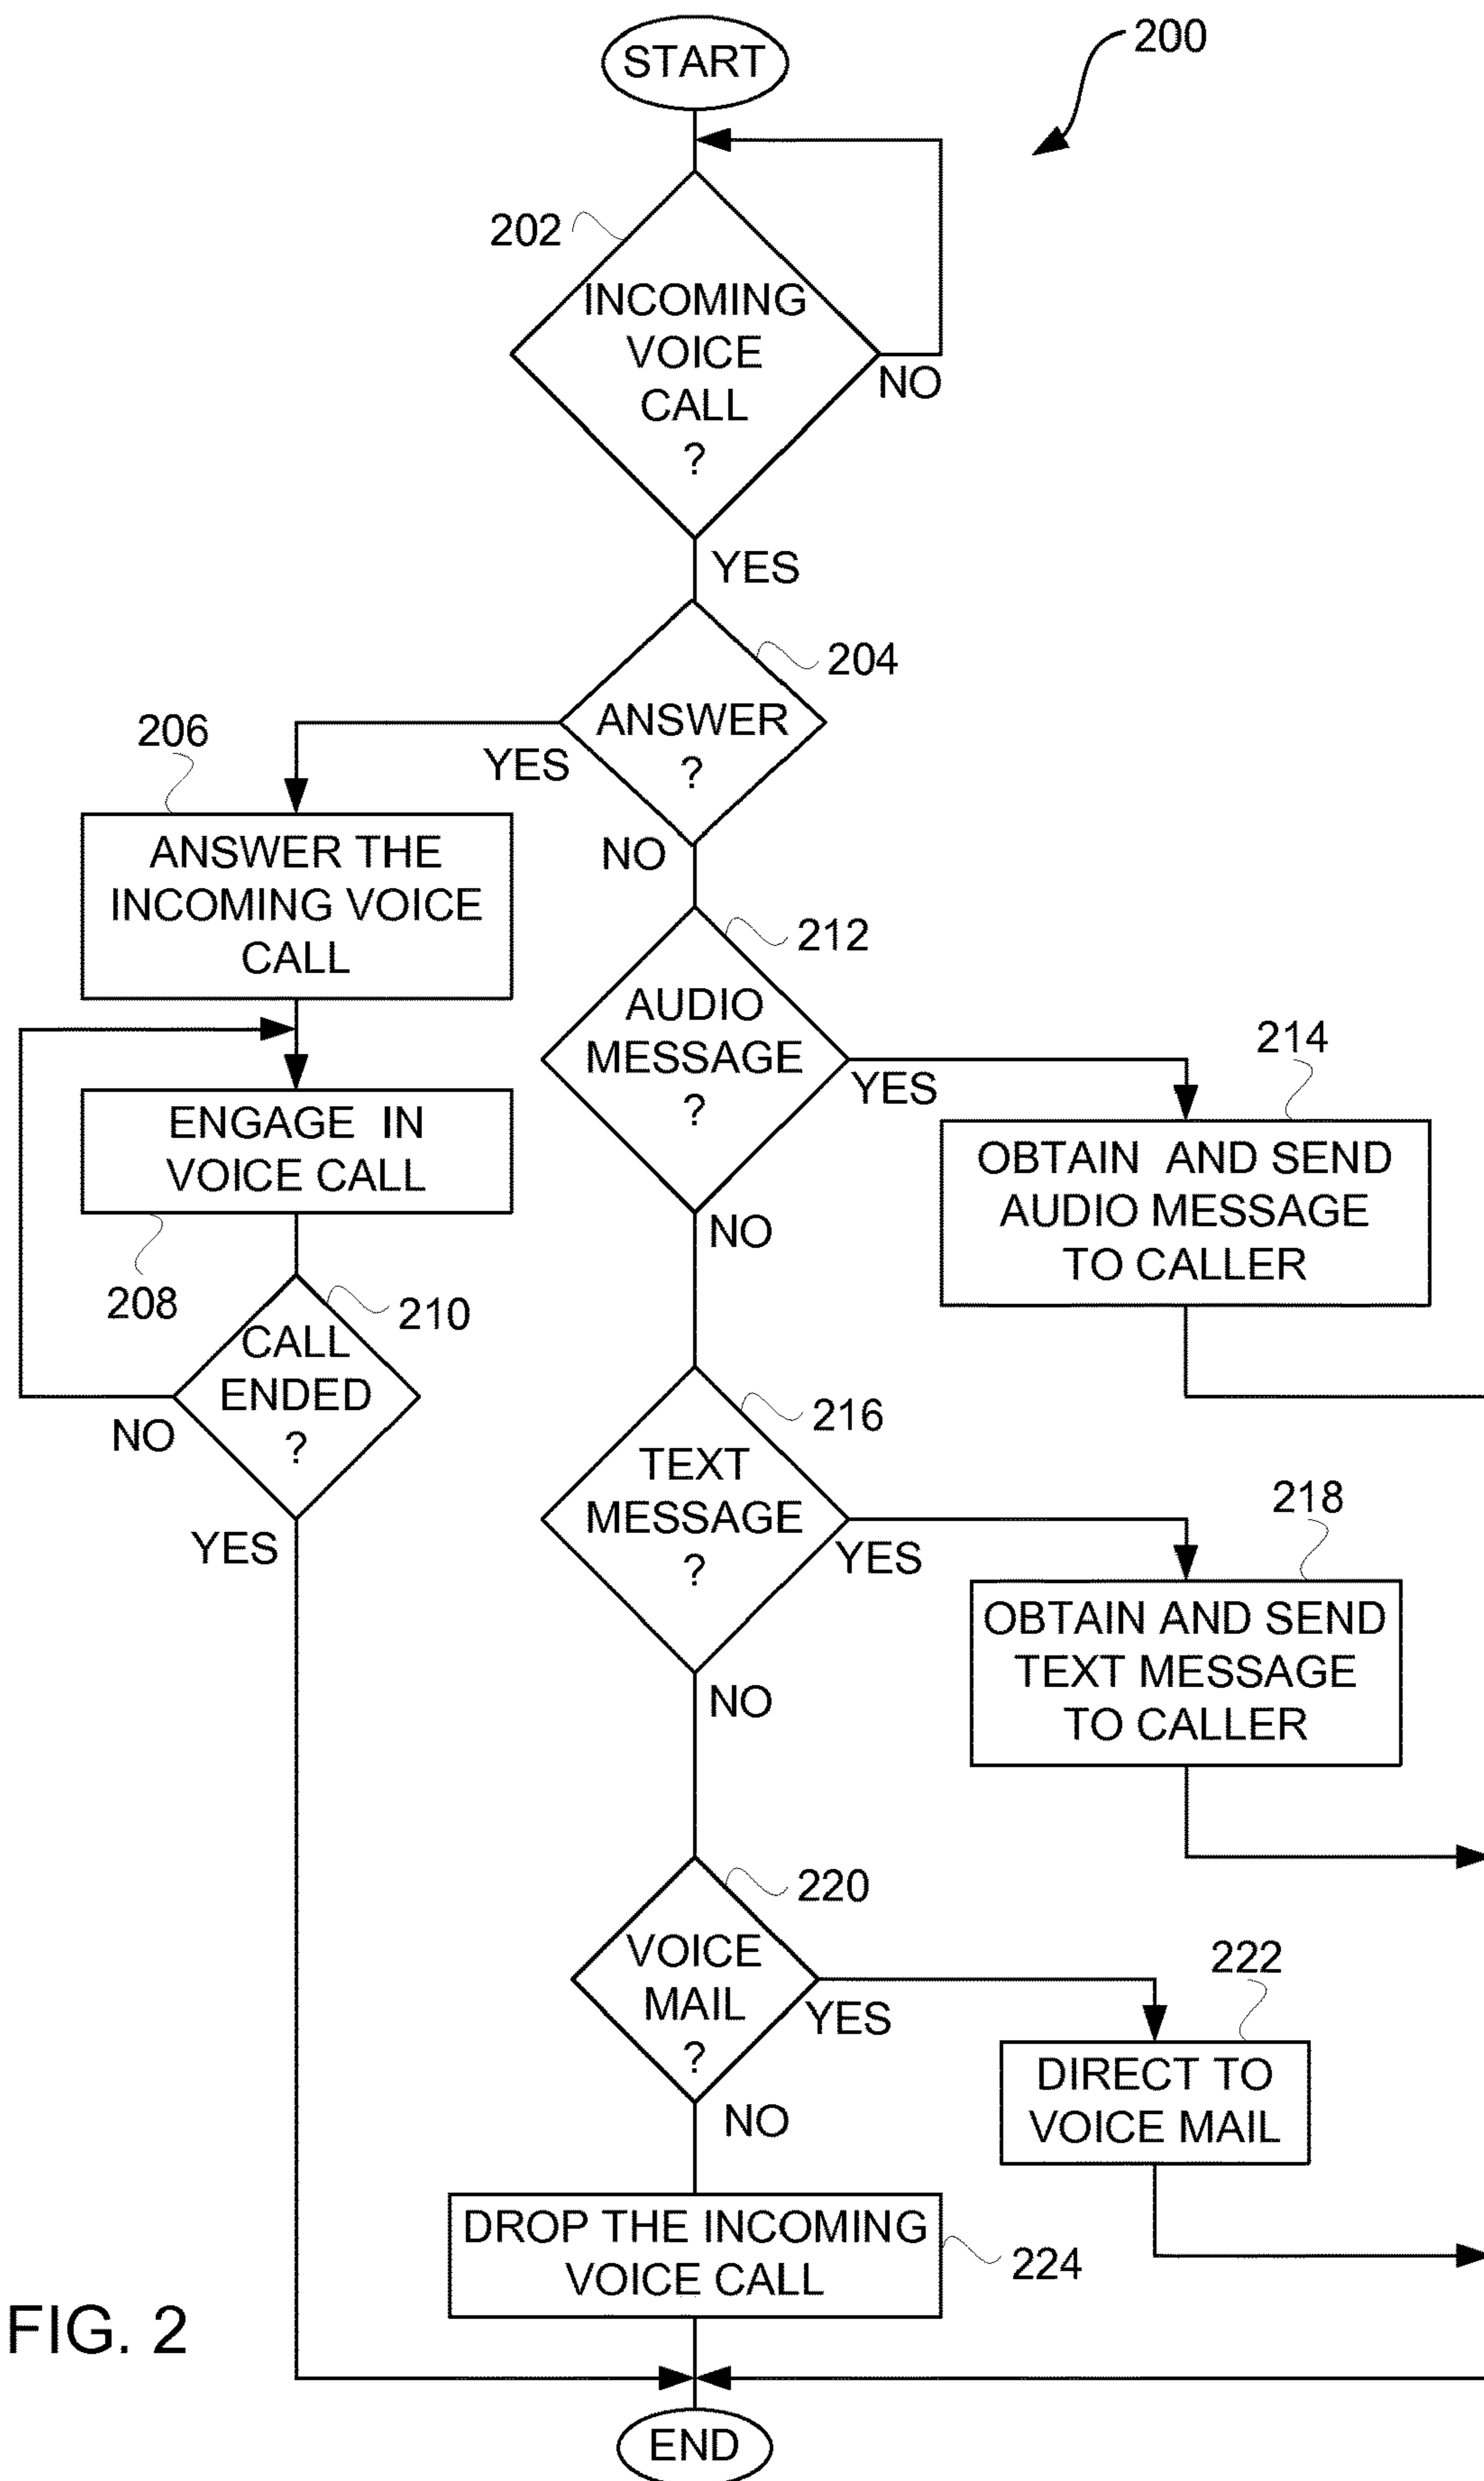 START
200
202
INCOMING
VOICE
CALL
?
NO
YES
204
ANSWER
?
YES
NO
206
ANSWER THE
INCOMING VOICE
CALL
212
AUDIO
MESSAGE
?
YES
NO
214
OBTAIN AND SEND
AUDIO MESSAGE
TO CALLER
ENGAGE IN
VOICE CALL
208
210
CALL
ENDED
?
NO
YES
216
TEXT
MESSAGE
?
YES
NO
218
OBTAIN AND SEND
TEXT MESSAGE
TO CALLER
220
VOICE
MAIL
?
YES
NO
222
DIRECT TO
VOICE MAIL
DROP THE INCOMING
VOICE CALL
224
FIG. 2
END